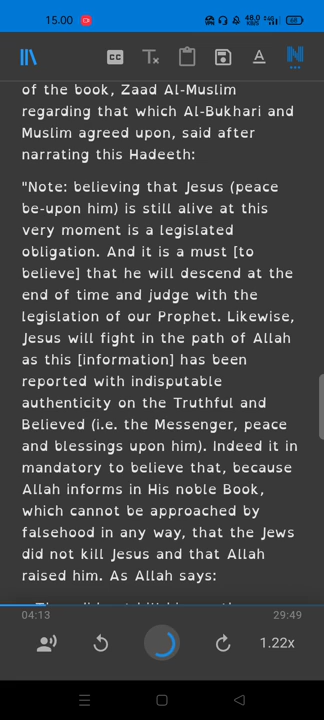 15.00
48.0 KB/S
68
CC
of the book, Zaad Al-Muslim
regarding that which Al-Bukhari and
Muslim agreed upon, said after
narrating this Hadeeth:
"Note: believing that Jesus (peace
be-upon him) is still alive at this
very moment is a legislated
obligation. And it is a must [to
believe] that he will descend at the
end of time and judge with the
legislation of our Prophet. Likewise,
Jesus will fight in the path of Allah
as this [information] has been
reported with indisputable
authenticity on the Truthful and
Believed (i.e. the Messenger, peace
and blessings upon him). Indeed it in
mandatory to believe that, because
Allah informs in His noble Book,
which cannot be approached by
falsehood in any way, that the Jews
did not kill Jesus and that Allah
raised him. As Allah says:
04:13
29:49
1.22x